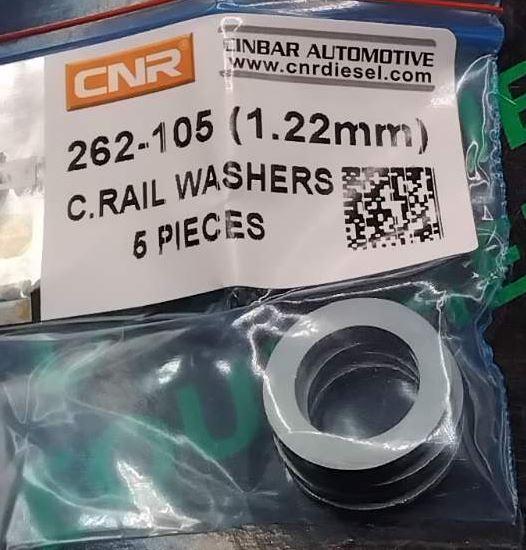 CNR
CINBAR AUTOMOTIVE
www.cnrdiesel.com
262-105 (1.22mm)
C.RAIL WASHERS
5 PIECES